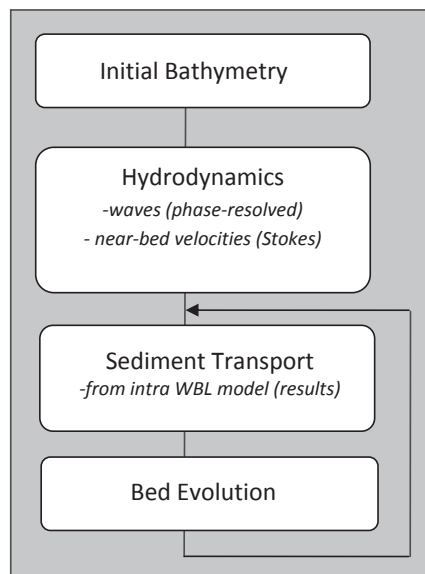 Initial Bathymetry
Hydrodynamics
-waves (phase-resolved)
- near-bed velocities (Stokes)
Sediment Transport
-from intra WBL model (results)
Bed Evolution